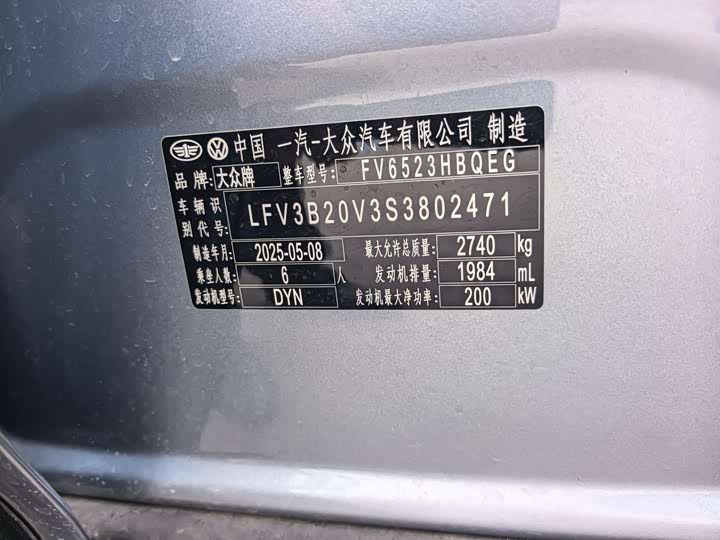 中国 一汽-大众汽车有限公司 制造
品 牌: 大众牌 整车型号: FV6523HBQEG
车辆识别代号: LFV3B20V3S3802471
制造年月: 2025-05-08 最大允许总质量: 2740 kg
乘坐人数: 6 人 发动机排量: 1984 mL
发动机型号: DYN 发动机最大净功率: 200 kW